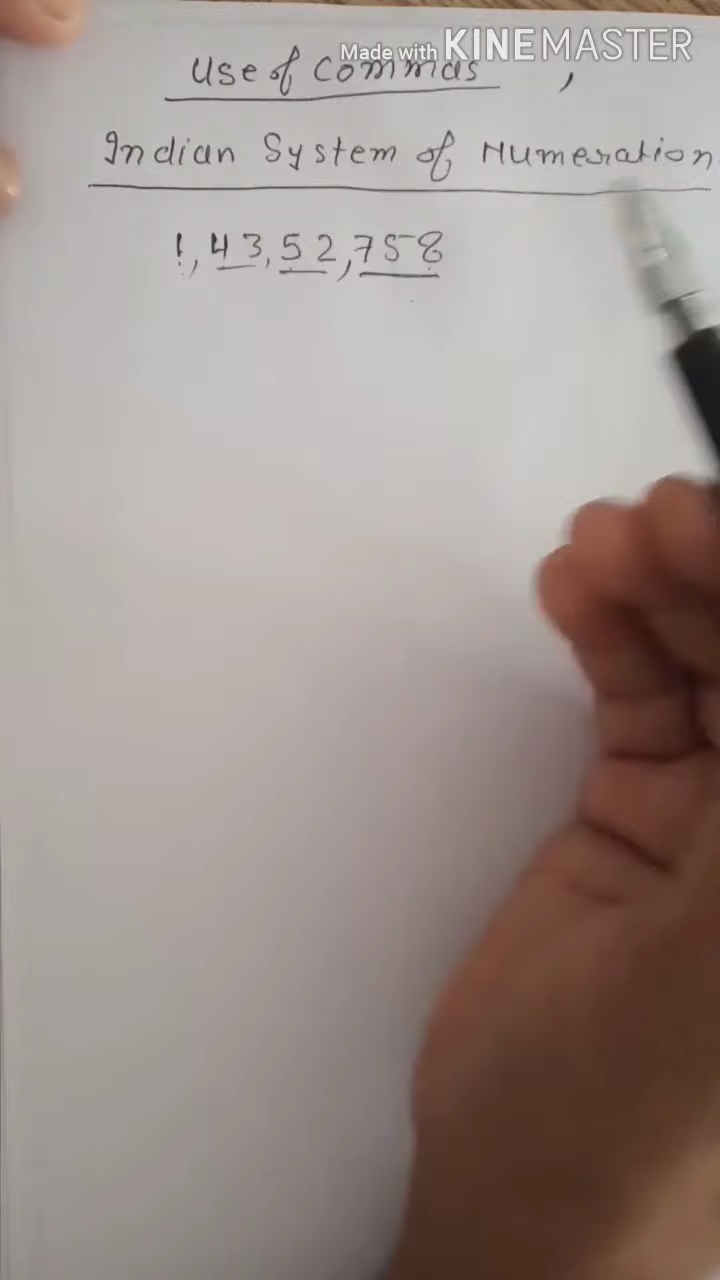 Made with KINEMASTER
Use of Commas ,
Indian System of Numeration
1,43,52,758